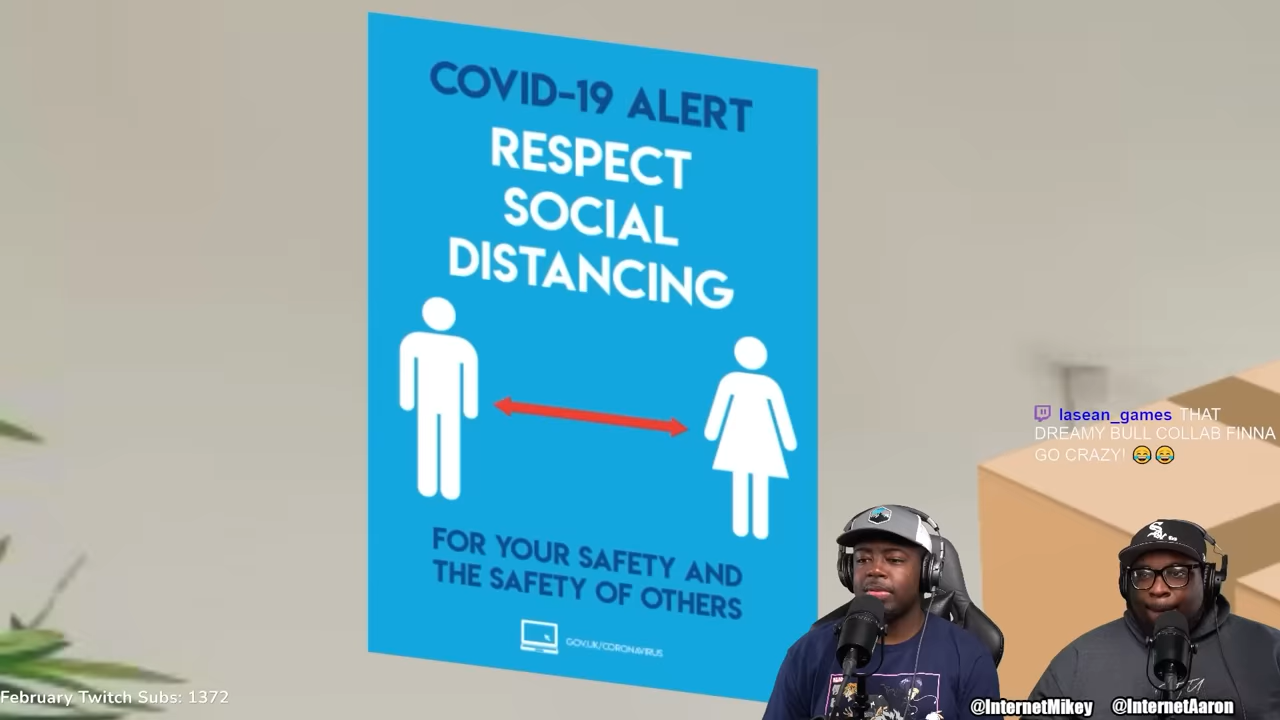 COVID-19 ALERT
RESPECT
SOCIAL
DISTANCING
FOR YOUR SAFETY AND
THE SAFETY OF OTHERS
GOV.UK/CORONAVIRUS
lasean_games THAT
DREAMY BULL COLLAB FINNA
GO CRAZY! 😂😂
February Twitch Subs: 1372
@InternetMikey
@InternetAaron